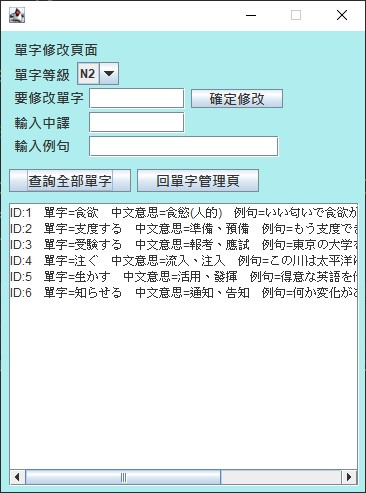 單字修改頁面
單字等級 N2
要修改單字 確定修改
輸入中譯
輸入例句
查詢全部單字 回單字管理頁
ID:1 單字=食欲 中文意思=食慾(人的) 例句=いい匂いで食欲が
ID:2 單字=支度する 中文意思=準備、預備 例句=もう支度でき
ID:3 單字=受験する 中文意思=報考、應試 例句=東京の大学を
ID:4 單字=注ぐ 中文意思=流入、注入 例句=この川は太平洋に
ID:5 單字=生かす 中文意思=活用、發揮 例句=得意な英語を
ID:6 單字=知らせる 中文意思=通知、告知 例句=何か変化が